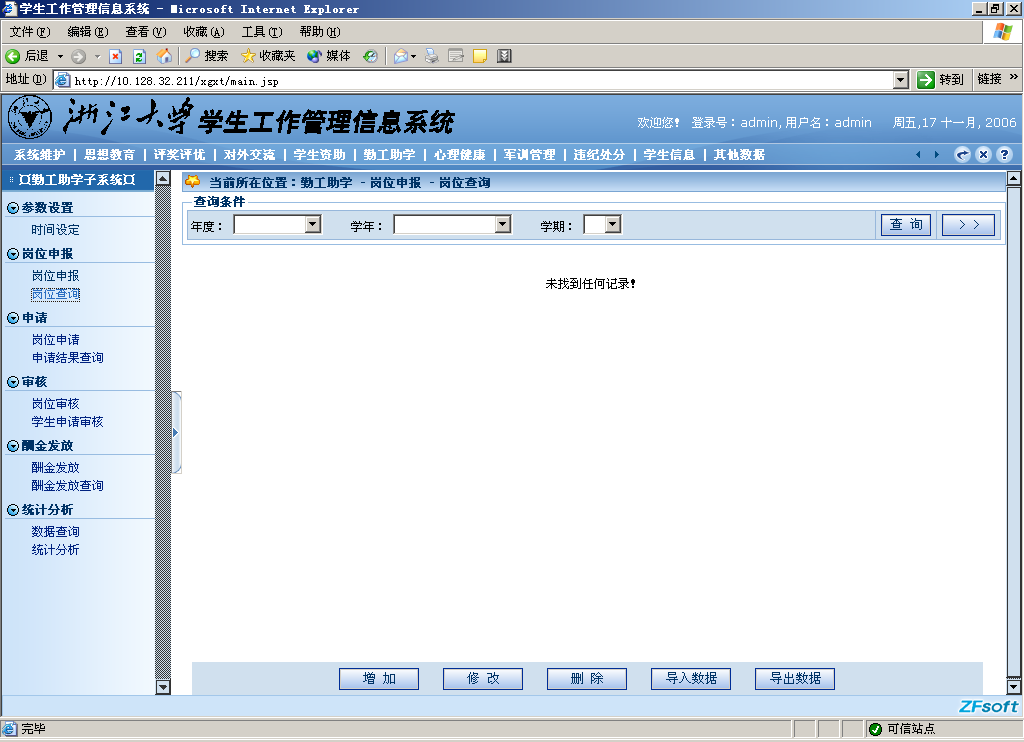 学生工作管理信息系统 - Microsoft Internet Explorer
文件(F) 编辑(E) 查看(V) 收藏(A) 工具(T) 帮助(H)
后退 搜索 收藏夹 媒体
地址(D) http://10.128.32.211/xgxt/main.jsp 转到 链接 »
浙江大学 学生工作管理信息系统
欢迎您! 登录号：admin,用户名：admin 周五,17 十一月, 2006
系统维护 | 思想教育 | 评奖评优 | 对外交流 | 学生资助 | 勤工助学 | 心理健康 | 军训管理 | 违纪处分 | 学生信息 | 其他数据
¤勤工助学子系统¤
参数设置
时间设定
岗位申报
岗位申报
岗位查询
申请
岗位申请
申请结果查询
审核
岗位审核
学生申请审核
酬金发放
酬金发放
酬金发放查询
统计分析
数据查询
统计分析
当前所在位置：勤工助学 - 岗位申报 - 岗位查询
查询条件
年度： 学年： 学期： 查 询 > >
未找到任何记录!
增 加 修 改 删 除 导入数据 导出数据
ZFsoft
完毕 可信站点